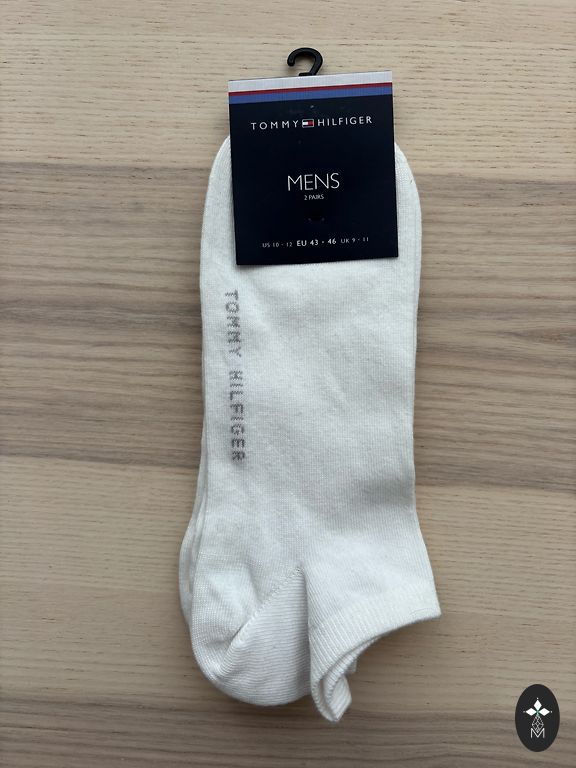 TOMMY HILFIGER
MENS
2 PAIRS
US 10 - 12 EU 43 - 46 UK 9 - 11
TOMMY HILFIGER
M